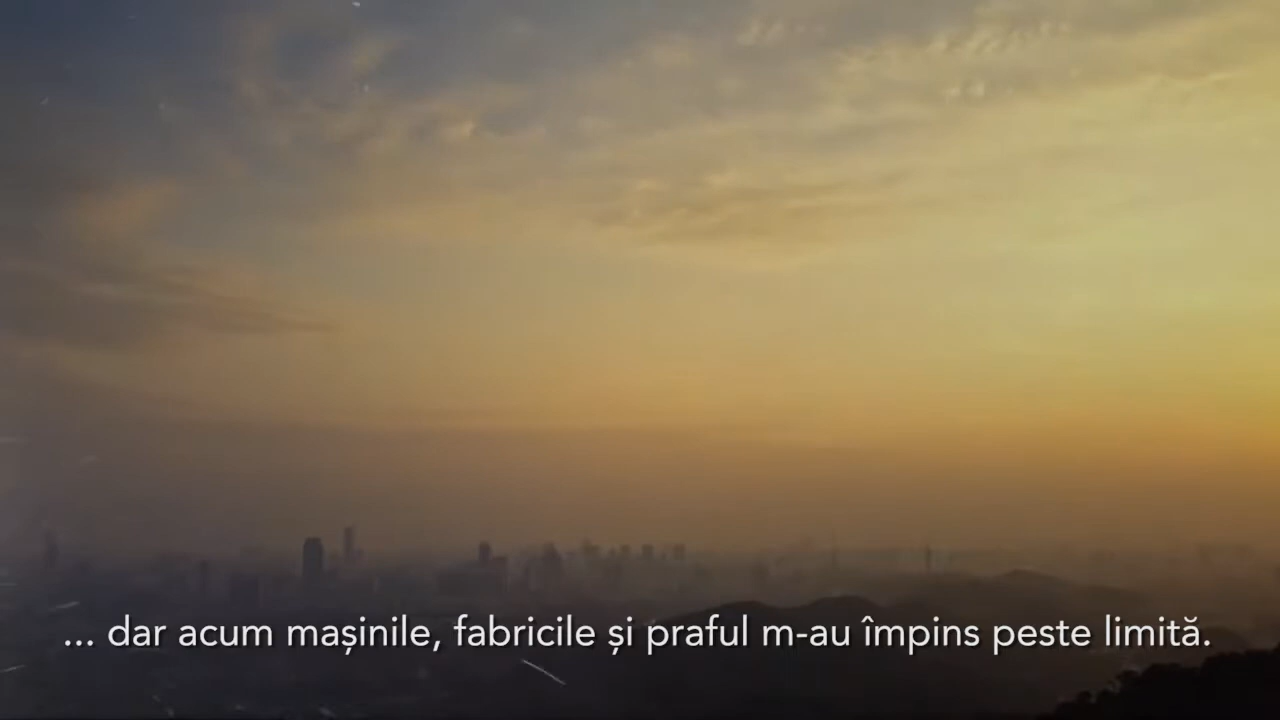 ... dar acum mașinile, fabricile și praful m-au împins peste limită.